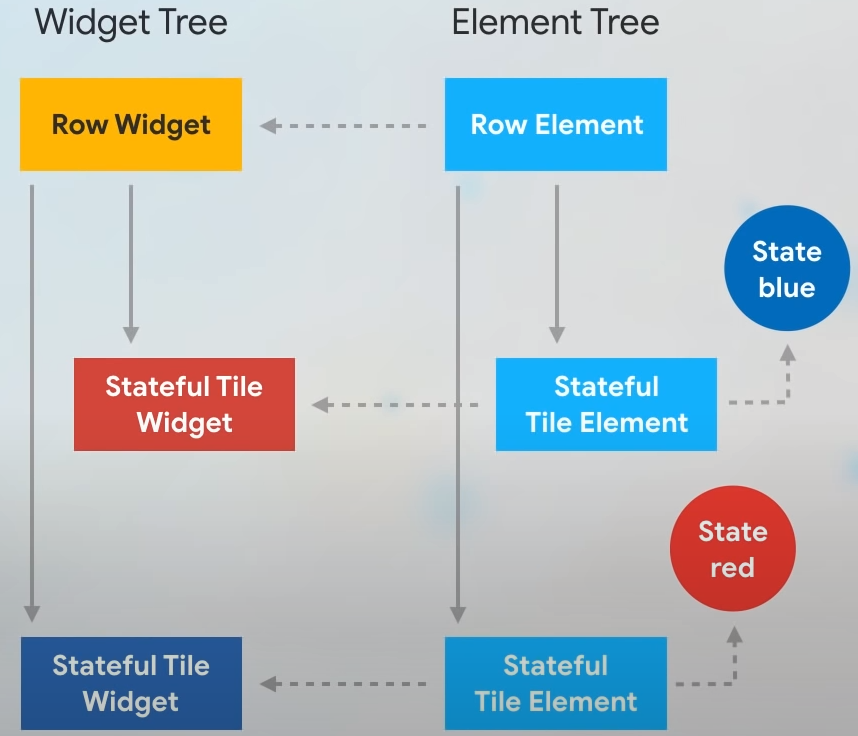 Widget Tree
Element Tree
Row Widget
Row Element
State
blue
Stateful Tile
Widget
Stateful
Tile Element
State
red
Stateful Tile
Widget
Stateful
Tile Element